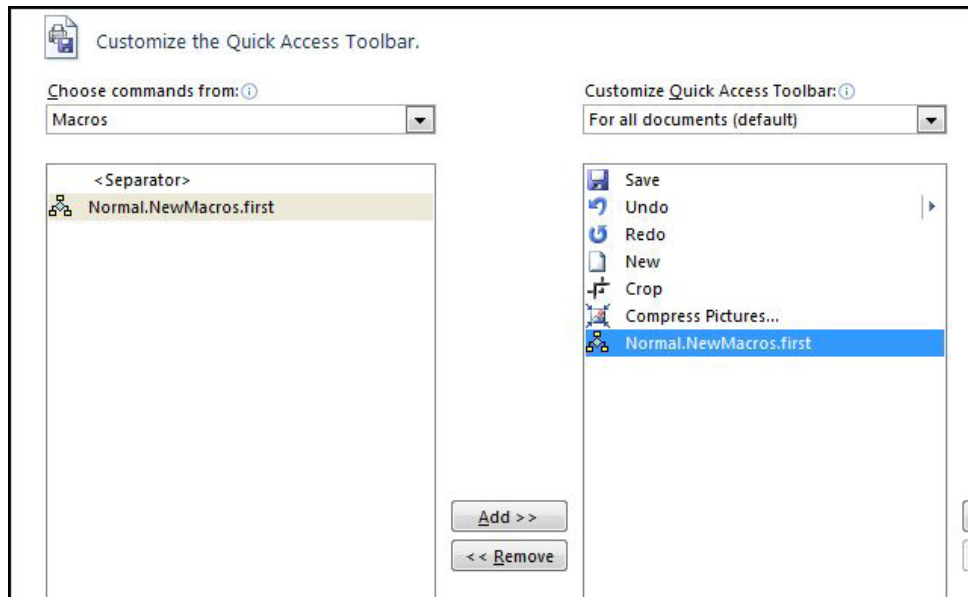 Customize the Quick Access Toolbar.
Choose commands from:
Macros
<Separator>
Normal.NewMacros.first
Add >>
<< Remove
Customize Quick Access Toolbar:
For all documents (default)
Save
Undo
Redo
New
Crop
Compress Pictures...
Normal.NewMacros.first